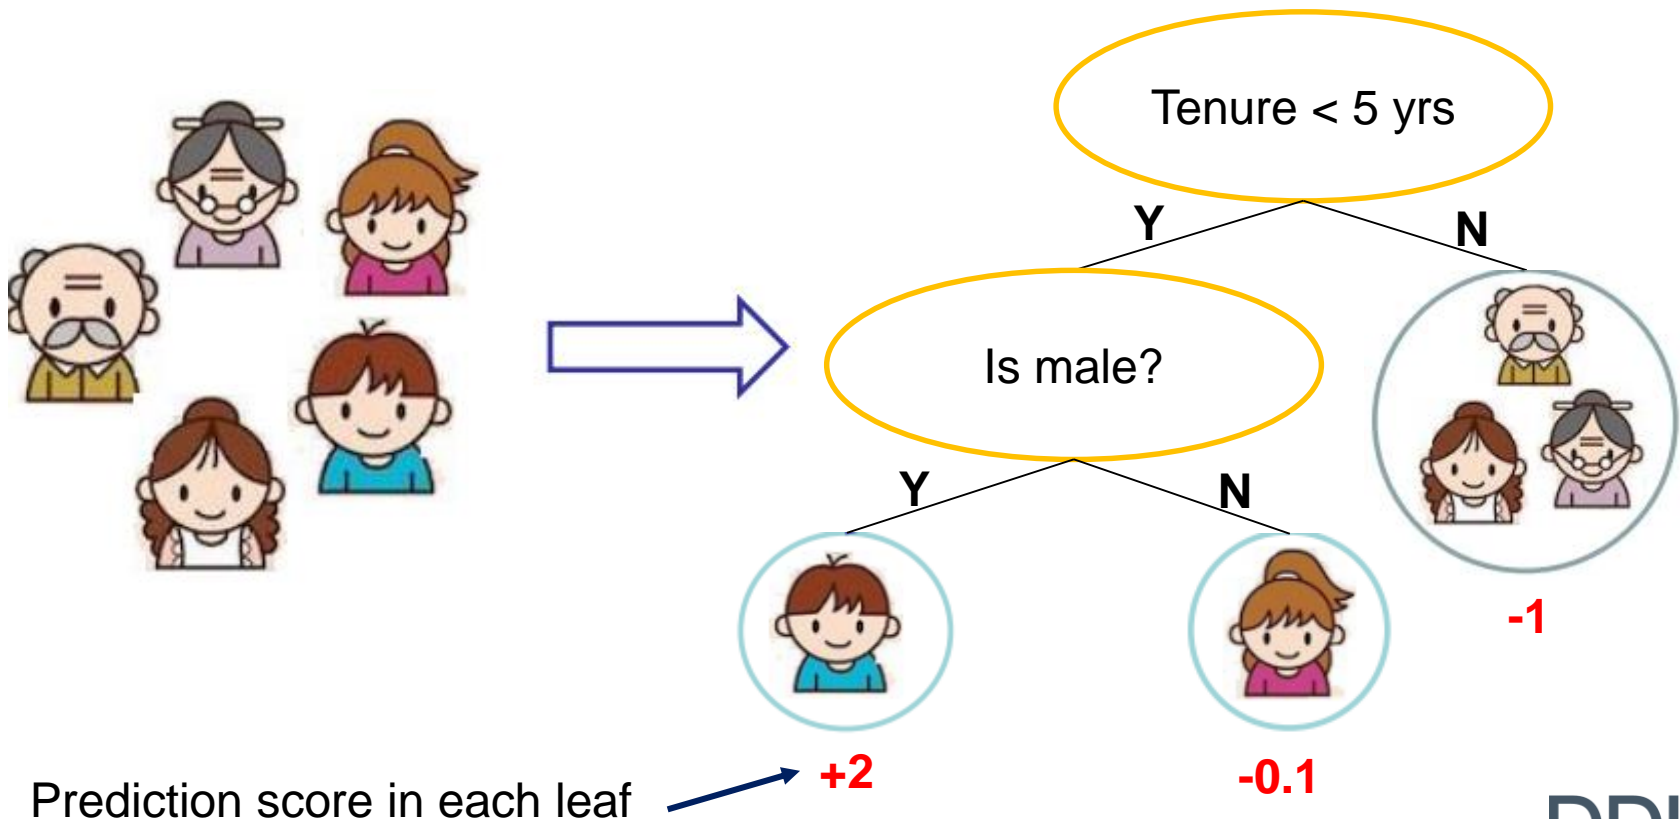 Tenure < 5 yrs
Y
N
Is male?
Y
N
-1
+2
-0.1
Prediction score in each leaf